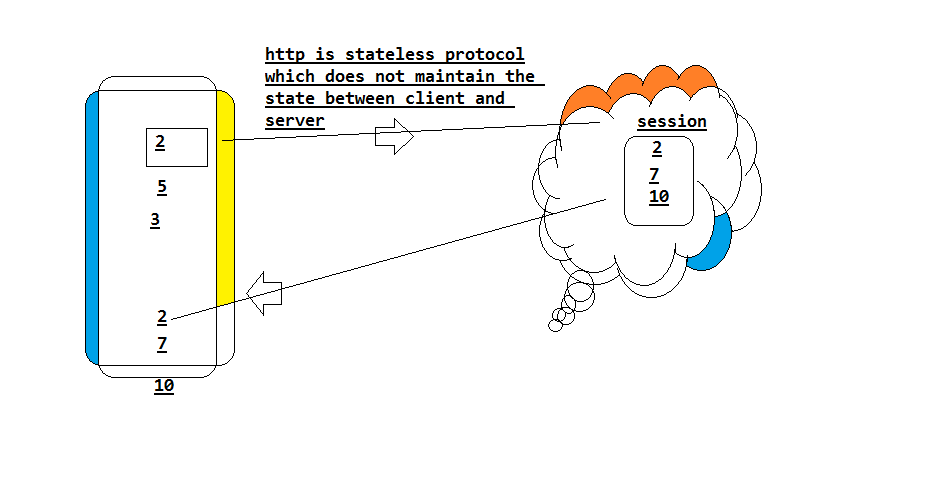 http is stateless protocol
which does not maintain the
state between client and
server
session
2
7
10
2
5
3
2
7
10